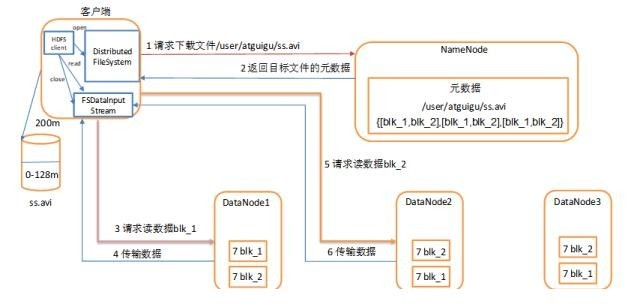 客户端
HDFS
client
open
read
close
Distributed
FileSystem
FSDataInput
Stream
1 请求下载文件/user/atguigu/ss.avi
2 返回目标文件的元数据
NameNode
元数据
/user/atguigu/ss.avi
{[blk_1,blk_2],[blk_1,blk_2],[blk_1,blk_2]}
200m
0-128m
ss.avi
3 请求读数据blk_1
4 传输数据
5 请求读数据blk_2
6 传输数据
DataNode1
7 blk_1
7 blk_2
DataNode2
7 blk_2
7 blk_1
DataNode3
7 blk_2
7 blk_1